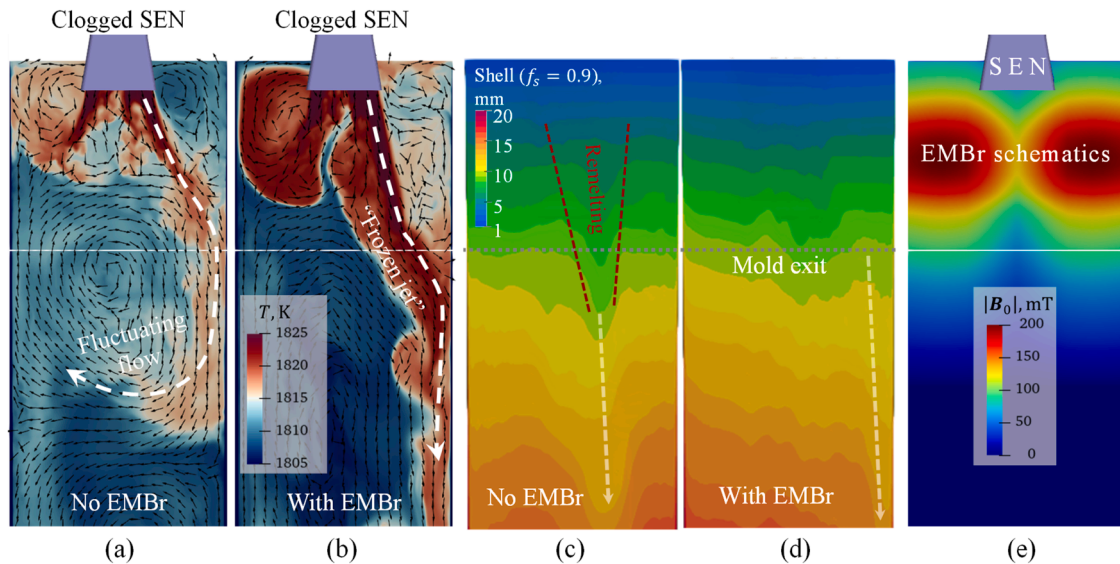 Clogged SEN
Clogged SEN
Fluctuating
flow
No EMBr
"Frozen jet"
T, K
1825
1820
1815
1810
1805
With EMBr
Shell (f_s = 0.9),
mm
20
15
10
5
1
Remelting
Mold exit
No EMBr
With EMBr
SEN
EMBr schematics
|B_0|, mT
200
150
100
50
0
(a)
(b)
(c)
(d)
(e)